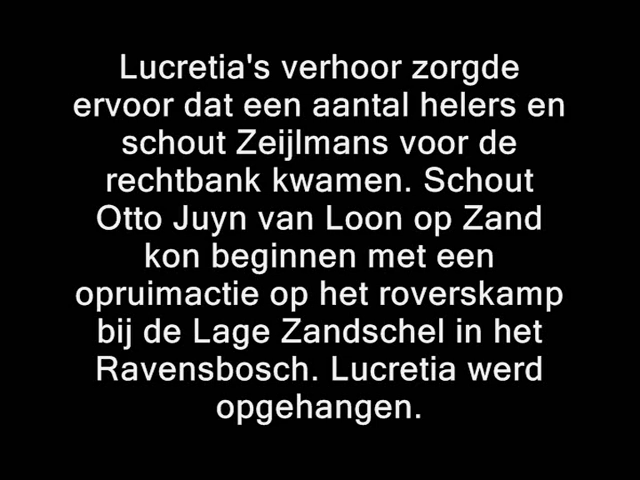 Lucretia's verhoor zorgde
ervoor dat een aantal helers en
schout Zeijlmans voor de
rechtbank kwamen. Schout
Otto Juyn van Loon op Zand
kon beginnen met een
opruimactie op het roverskamp
bij de Lage Zandschel in het
Ravensbosch. Lucretia werd
opgehangen.